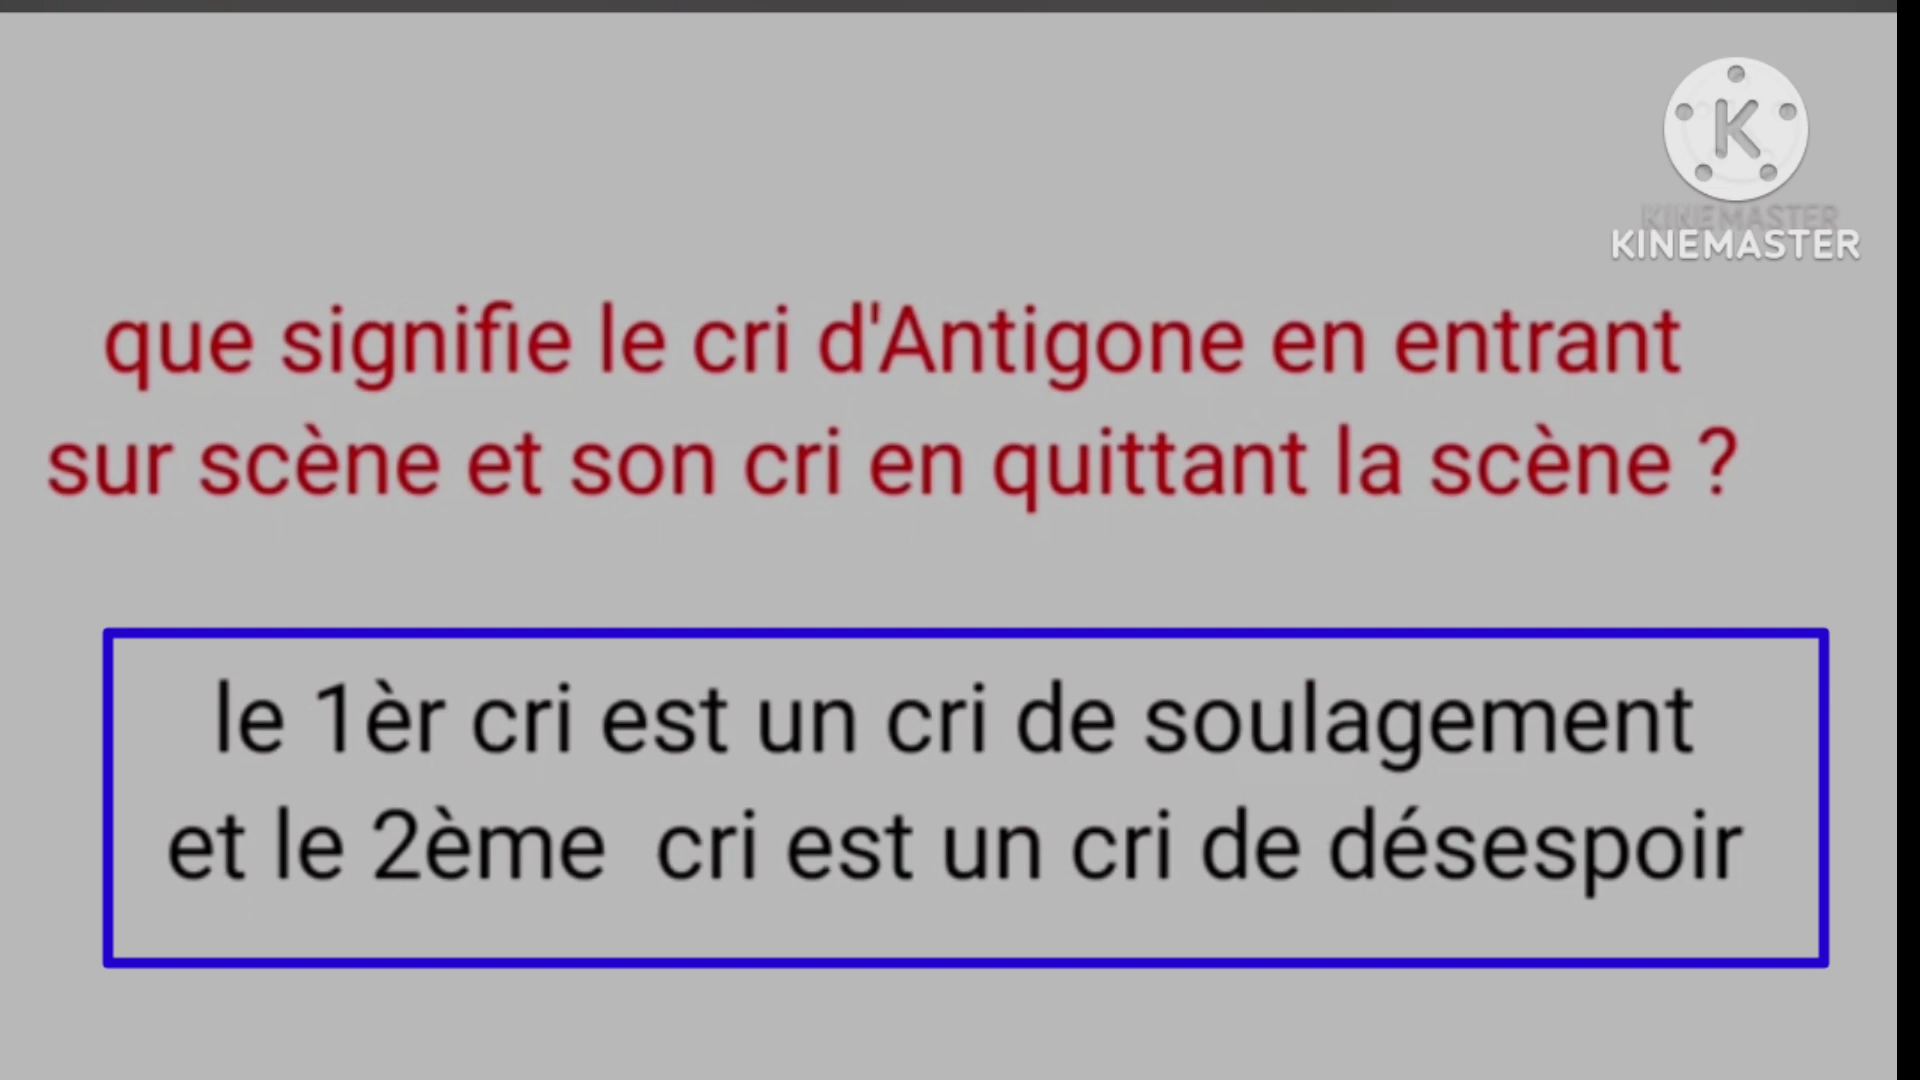 K
KINEMASTER
KINEMASTER
que signifie le cri d'Antigone en entrant
sur scène et son cri en quittant la scène ?
le 1èr cri est un cri de soulagement
et le 2ème cri est un cri de désespoir